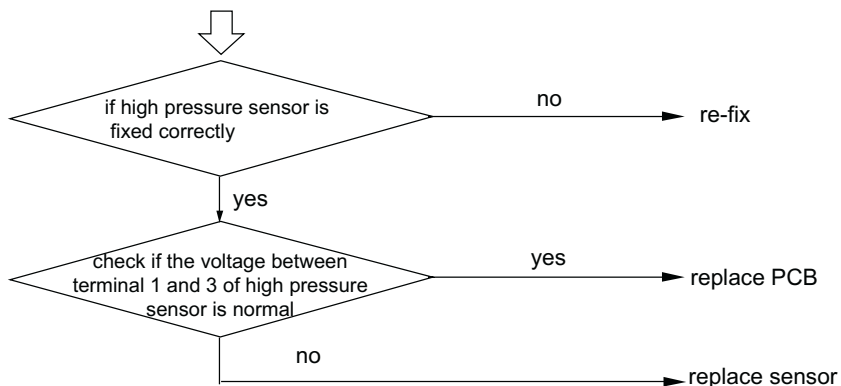 if high pressure sensor is
fixed correctly
no
re-fix
yes
check if the voltage between
terminal 1 and 3 of high pressure
sensor is normal
yes
replace PCB
no
replace sensor